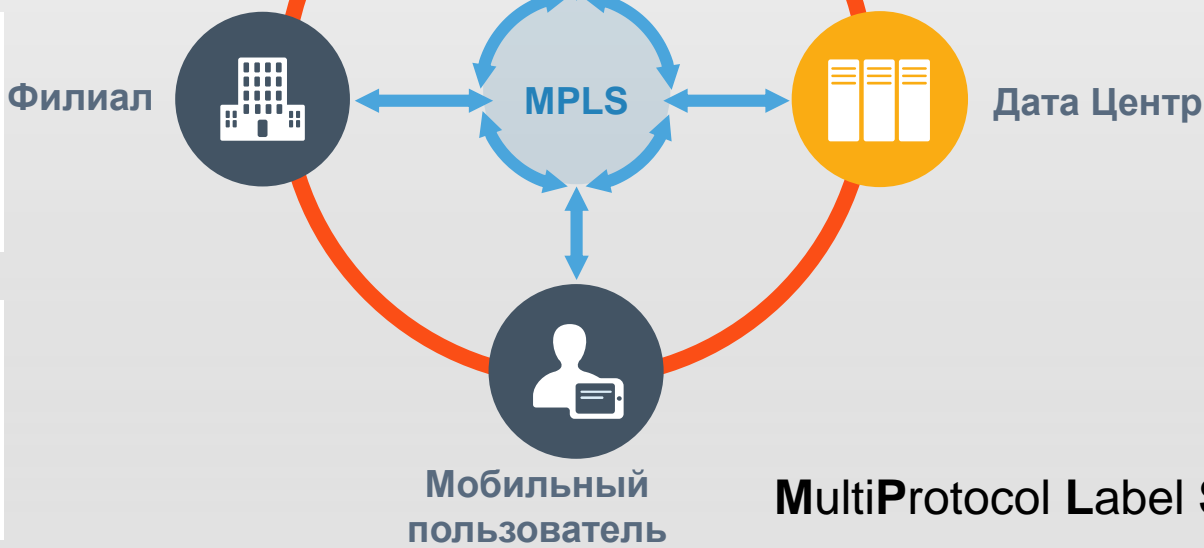 Филиал
MPLS
Дата Центр
Мобильный
пользователь
MultiProtocol Label